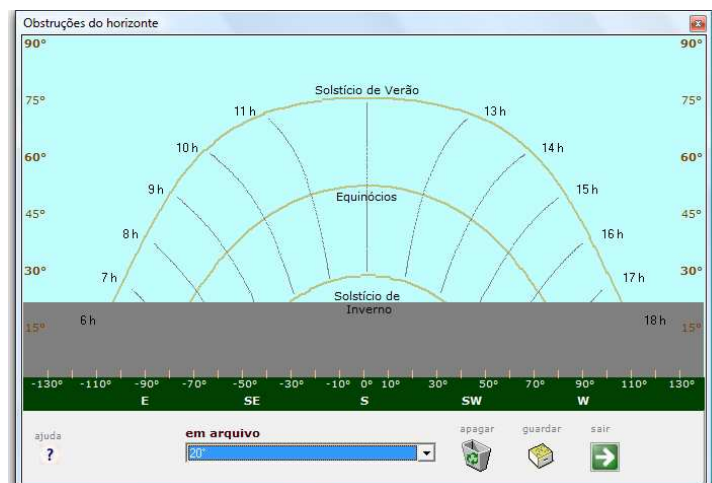 Obstruções do horizonte
90° 90°
Solstício de Verão
75° 75°
11 h 13 h
10 h 14 h
60° 60°
9 h Equinócios 15 h
45° 45°
8 h 16 h
30° 7 h 17 h 30°
Solstício de
Inverno
15° 6 h 18 h 15°
-130° -110° -90° -70° -50° -30° -10° 0° 10° 30° 50° 70° 90° 110° 130°
E SE S SW W
ajuda em arquivo apagar guardar sair
? 20°